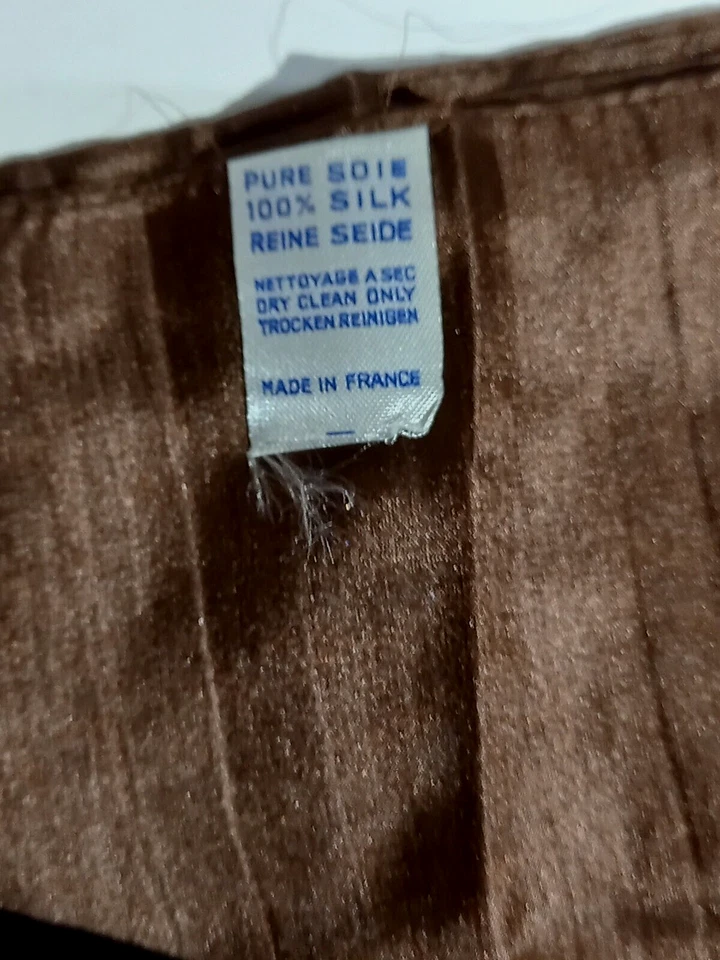 PURE SOIE
100% SILK
REINE SEIDE
NETTOYAGE A SEC
DRY CLEAN ONLY
TROCKEN REINIGEN
MADE IN FRANCE